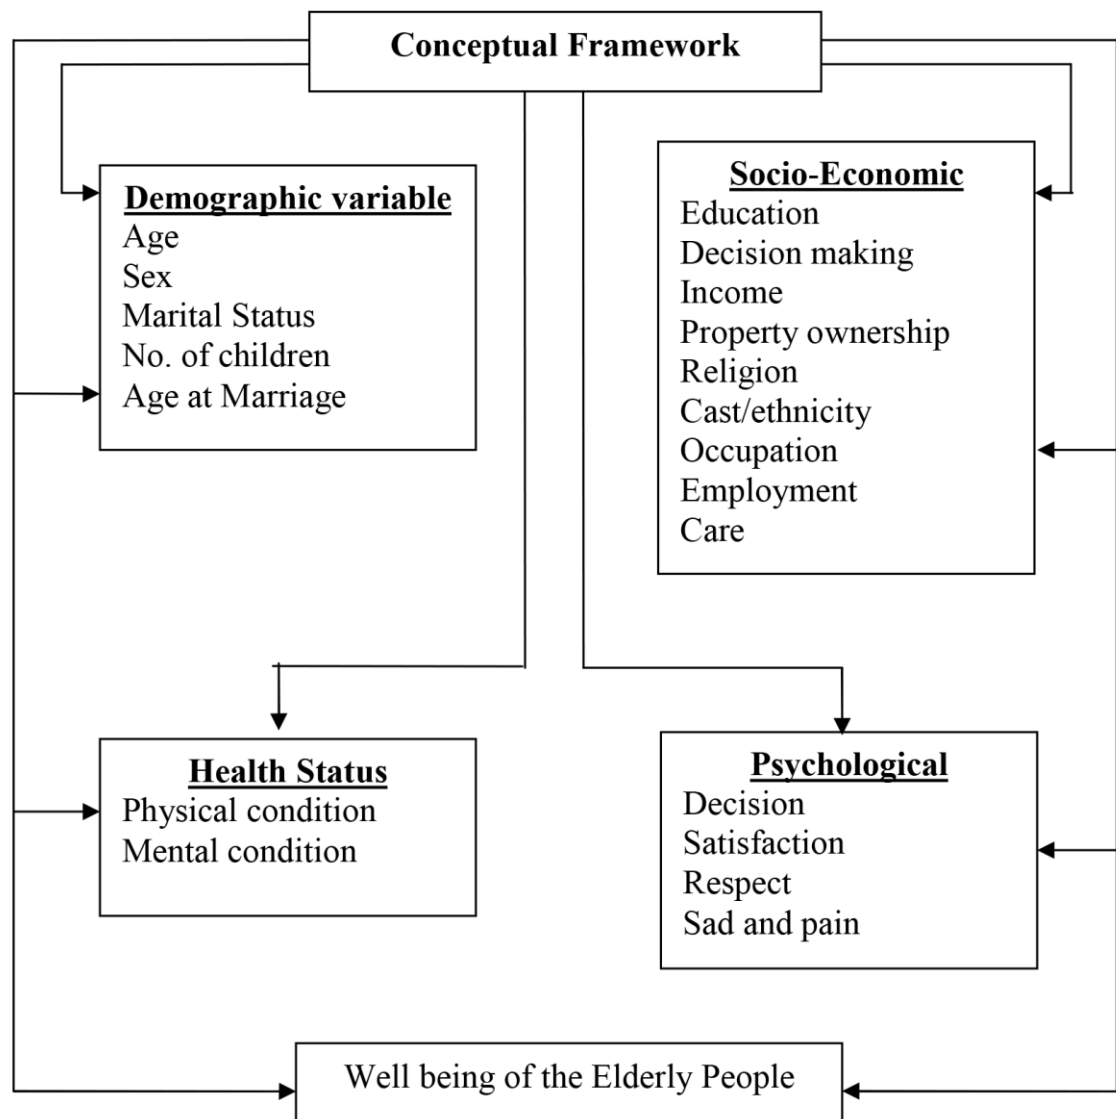 Conceptual Framework
Demographic variable
Age
Sex
Marital Status
No. of children
Age at Marriage
Socio-Economic
Education
Decision making
Income
Property ownership
Religion
Cast/ethnicity
Occupation
Employment
Care
Health Status
Physical condition
Mental condition
Psychological
Decision
Satisfaction
Respect
Sad and pain
Well being of the Elderly People